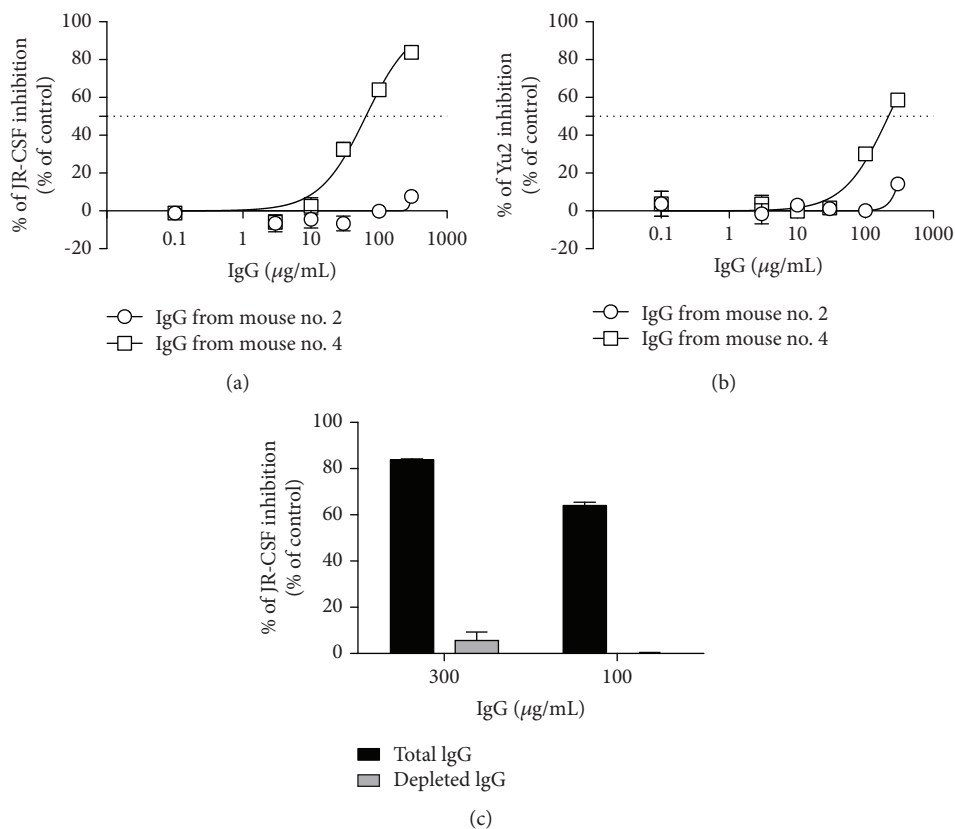 % of JR-CSF inhibition
(% of control)
100
80
60
40
20
0
-20
0.1
1
10
100
1000
IgG (μg/mL)
IgG from mouse no. 2
IgG from mouse no. 4
(a)
% of Yu2 inhibition
(% of control)
100
80
60
40
20
0
-20
0.1
1
10
100
1000
IgG (μg/mL)
IgG from mouse no. 2
IgG from mouse no. 4
(b)
% of JR-CSF inhibition
(% of control)
100
80
60
40
20
0
300
100
IgG (μg/mL)
Total lgG
Depleted lgG
(c)